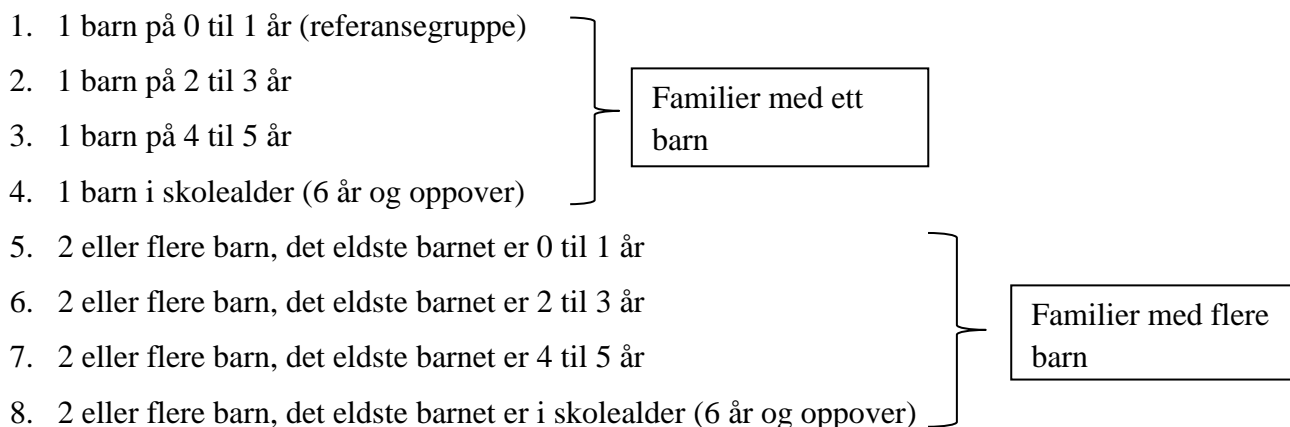 1. 1 barn på 0 til 1 år (referansegruppe)
2. 1 barn på 2 til 3 år
3. 1 barn på 4 til 5 år
4. 1 barn i skolealder (6 år og oppover)
Familier med ett
barn
5. 2 eller flere barn, det eldste barnet er 0 til 1 år
6. 2 eller flere barn, det eldste barnet er 2 til 3 år
7. 2 eller flere barn, det eldste barnet er 4 til 5 år
8. 2 eller flere barn, det eldste barnet er i skolealder (6 år og oppover)
Familier med flere
barn